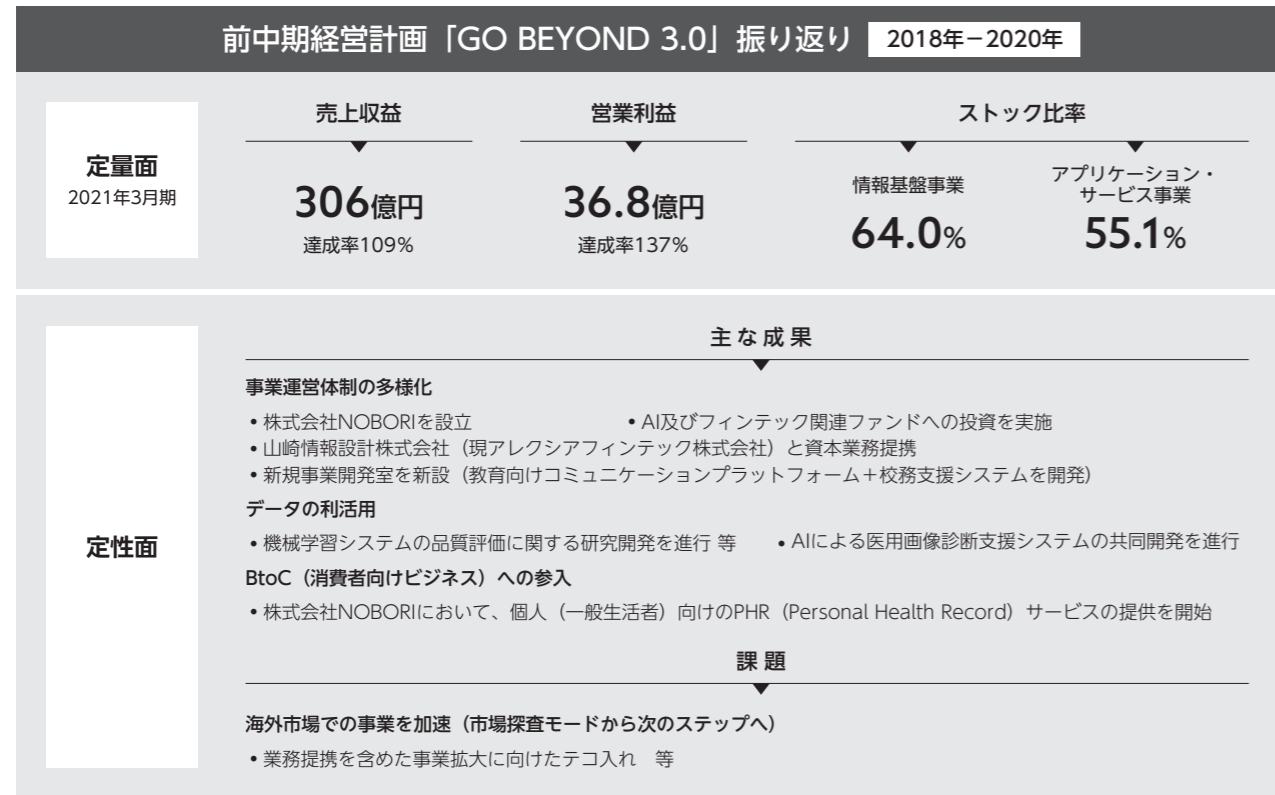 前中期経営計画「GO BEYOND 3.0」振り返り 2018年−2020年
定量面
2021年3月期
売上収益
306億円
達成率109%
営業利益
36.8億円
達成率137%
ストック比率
情報基盤事業
64.0%
アプリケーション・
サービス事業
55.1%
定性面
主な成果
事業運営体制の多様化
•株式会社NOBORIを設立 •AI及びフィンテック関連ファンドへの投資を実施
•山崎情報設計株式会社（現アレクシアフィンテック株式会社）と資本業務提携
•新規事業開発室を新設（教育向けコミュニケーションプラットフォーム＋校務支援システムを開発）
データの利活用
•機械学習システムの品質評価に関する研究開発を進行 等 •AIによる医用画像診断支援システムの共同開発を進行
BtoC（消費者向けビジネス）への参入
•株式会社NOBORIにおいて、個人（一般生活者）向けのPHR（Personal Health Record）サービスの提供を開始
課題
海外市場での事業を加速（市場探査モードから次のステップへ）
•業務提携を含めた事業拡大に向けたテコ入れ　等